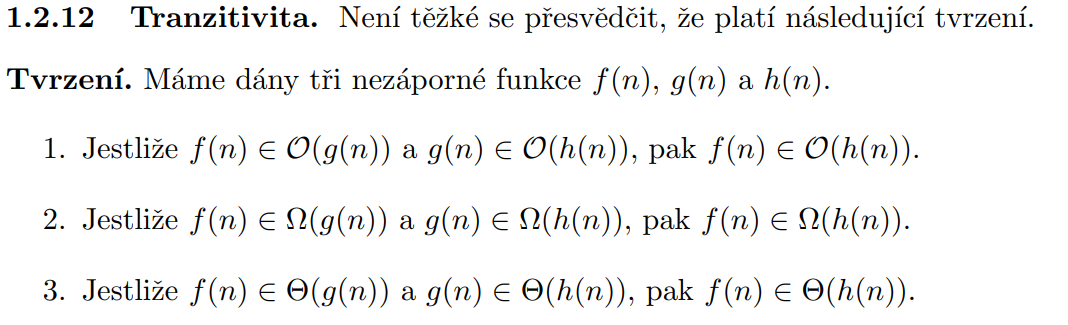 1.2.12 Tranzitivita. Není těžké se přesvědčit, že platí následující tvrzení.
Tvrzení. Máme dány tři nezáporné funkce f(n), g(n) a h(n).
1. Jestliže f(n) ∈ O(g(n)) a g(n) ∈ O(h(n)), pak f(n) ∈ O(h(n)).
2. Jestliže f(n) ∈ Ω(g(n)) a g(n) ∈ Ω(h(n)), pak f(n) ∈ Ω(h(n)).
3. Jestliže f(n) ∈ Θ(g(n)) a g(n) ∈ Θ(h(n)), pak f(n) ∈ Θ(h(n)).